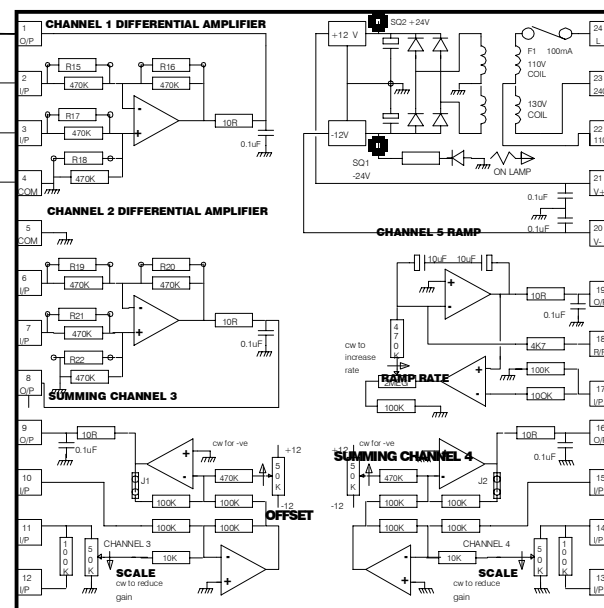 CHANNEL 1 DIFFERENTIAL AMPLIFIER
1
O/P
R15
R16
2
I/P
470K
470K
R17
3
I/P
470K
10R
0.1uF
R18
4
COM
470K
CHANNEL 2 DIFFERENTIAL AMPLIFIER
5
COM
6
I/P
R19
R20
470K
470K
R21
7
I/P
470K
10R
0.1uF
R22
8
O/P
470K
SUMMING CHANNEL 3
9
O/P
10R
0.1uF
cw for -ve
+12
10
I/P
J1
470K
50K
-12
100K
100K
OFFSET
11
I/P
100K
100K
100K
50K
CHANNEL 3
10K
12
I/P
SCALE
cw to reduce
gain
+12 V
SQ2 +24V
24
L
F1 100mA
110V
COIL
23
240
130V
COIL
-12V
22
110
SQ1
-24V
ON LAMP
21
V+
0.1uF
0.1uF
20
V-
CHANNEL 5 RAMP
10uF 10uF
19
O/P
10R
0.1uF
470K
cw to
increase
rate
18
4K7
RAMP RATE
2MEG
100K
100K
10OK
17
I/P
+12
cw for -ve
SUMMING CHANNEL 4
16
O/P
10R
0.1uF
50K
470K
J2
15
I/P
-12
100K
100K
100K
100K
14
I/P
CHANNEL 4
10K
50K
100K
13
I/P
SCALE
cw to reduce
gain